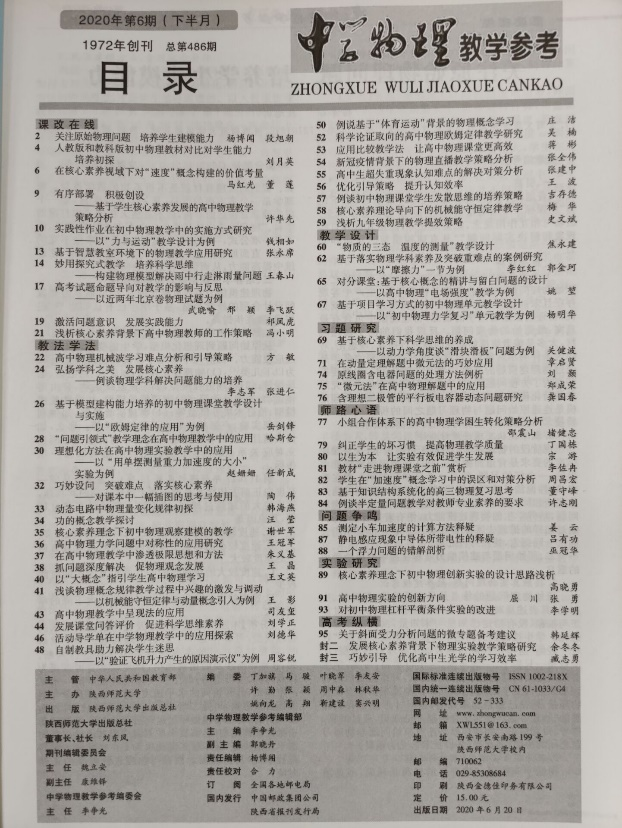 2020年第6期(下半月)
1972年创刊 总第486期
目录
中学物理教学参考
ZHONGXUE WULI JIAOXUE CANKAO
课改在线
2 关注原始物理问题 培养学生建模能力 杨博闻 段旭朝
4 人教版和教科版初中物理教材对比对学生能力
培养初探 刘月英
6 在核心素养视域下对“速度”概念构建的价值考量
马红光 董莲
9 有序部署 积极创设
——基于学生核心素养发展的高中物理教学
策略分析 许华先
10 实践性作业在初中物理教学中的实施方式研究
——以“力与运动”教学设计为例 钱相如
13 基于智慧教室环境下的物理教学应用研究 张永席
14 妙用探究式教学 培养科学思维
——构建物理模型解决雨中行走淋雨量问题 王春山
17 高考试题命题导向对教学的影响与反思
——以近两年北京卷物理试题为例
武晓喻 邢颖 李飞跃
19 激活问题意识 发展实践能力 祁凤虎
21 浅析核心素养背景下高中物理教师的工作策略 冯小明
教法学法
22 高中物理机械波学习难点分析和引导策略 方敏
24 弘扬学科之美 发展核心素养
——例谈物理学科解决问题能力的培养
李志军 张进仁
26 基于模型建构能力培养的初中物理课堂教学设计
与实施
——以“欧姆定律的应用”为例 岳剑锋
28 “问题引领式”教学理念在高中物理教学中的应用 哈斯仓
30 理想化方法在高中物理实验教学中的应用
——以“用单摆测量重力加速度的大小”
实验为例 赵姗姗 任新成
32 巧妙设问 突破难点 落实核心素养
——对课本中一幅插图的思考与使用 陶伟
33 动态电路中物理量变化规律初探 韩海燕
34 功的概念教学探讨 汪莹
35 核心素养理念下初中物理观察建模的教学 谢世军
36 高中物理力学问题中对称性的应用研究 王冠军
37 在高中物理教学中渗透极限思想和方法 朱义基
38 抓问题深度解决 促物理观念发展 王晶
40 以“大概念”指引学生高中物理学习 王文英
41 浅谈物理概念规律教学过程中兴趣的激发与调动
——以机械能守恒定律与动量概念引入为例 王影
43 高中物理教学中呈现法的应用 司友宜
44 发展课堂问答评价 促进科学思维素养 刘学正
46 活动导学单在中学物理教学中的应用探索 刘德华
48 自制教具助力解决学生迷思
——以“验证飞机升力产生的原因演示仪”为例 周容锐
50 例说基于“体育运动”背景的物理概念学习 庄洁
52 科学论证取向的高中物理欧姆定律教学研究 吴楠
53 应用比较教学法 让高中物理课堂更高效 蒋彬
54 新冠疫情背景下的物理直播教学策略分析 张全伟
55 高中生超失重现象认知难点的解决对策分析 张建中
56 优化引导策略 提升认知效率 王波
57 例谈初中物理课堂学生发散思维的培养策略 吉存德
58 核心素养理论导向下的机械能守恒定律教学 梅华
59 浅析初中九年级物理教学提效策略 史文斌
教学设计
60 “物质的三态 温度的测量”教学设计 焦永建
62 基于落实物理学科素养及突破重难点的案例研究
——以“摩擦力”一节为例 李红红 郭金珂
65 对分课堂:基于核心概念的精讲与留白问题的设计
——以高中物理“电场强度”教学为例 姚堃
67 基于项目学习方式的初中物理单元教学设计
——以“初中物理力学复习”单元教学为例 杨明华
习题研究
69 基于核心素养下科学思维的养成
——以动力学角度谈“滑块滑板”问题为例 关健波
71 在动量定理解题中微元法的巧妙应用 章启贤
74 原线圈含电器问题的处理方法例析 刘灏
75 “微元法”在高中物理解题中的应用 郑成荣
76 含理想二极管的平行板电容器动态问题研究 龚国春
师路心语
77 小组合作体系下的高中物理学困生转化策略分析
邵震山 褚健忠
79 纠正学生的坏习惯 提高物理教学质量 丁国栋
80 以生为本 让实验有效促进学生发展 宗游
81 教材“走进物理课堂之前”赏析 李佐冉
82 学生在“加速度”概念学习中的误区和对策分析 周昌宏
83 基于知识结构系统化的高三物理复习思考 董守峰
84 例谈半定量问题教学对教师专业素养的要求 许志刚
问题争鸣
85 测定小车加速度的计算方法释疑 姜云
87 静电感应现象中导体所带电性的释疑 吕有功
88 一个浮力问题的错解剖析 巫冠华
实验研究
89 核心素养理念下初中物理创新实验的设计思路浅析
高晓勇
91 高中物理实验的创新方向 屈川 张勇
93 对初中物理杠杆平衡条件实验的改进 李学明
高考纵横
95 关于斜面受力分析问题的微专题备考建议 韩延辉
封二 发展核心素养背景下物理实验教学策略研究 余冬冬
封三 巧妙引导 优化高中生光学的学习效率 臧志勇
主管 中华人民共和国教育部
主办 陕西师范大学
出版 陕西师范大学出版总社
陕西师范大学出版总社
董事长、社长 刘东风
期刊编辑委员会
主任 魏立安
副主任 康维铎
中学物理教学参考编委会
主任 李争光
编委 丁加旗 马骏 叶晓军 李友安
许勤 张颖 周中森 林钦华
姚向龙 高翔 靳建设 窦兴明
中学物理教学参考编辑部
主编 李争光
副主编 郭晓丹
责任编辑 杨博闻
责任校对 合力
订阅 全国各地邮电局
国内发行 中国邮政集团公司
陕西省报刊发行局
国际标准连续出版物号 ISSN 1002-218X
国内统一连续出版物号 CN 61-1033/G4
国内邮发代号 52-333
网址 www.zhongwucan.com
邮箱 XWL551@163.com
地址 西安市长安南路199号
陕西师范大学校内
邮编 710062
电话 029-85308684
印刷 陕西金德佳印务有限公司
定价 15.00元
出版日期 2020年6月20日